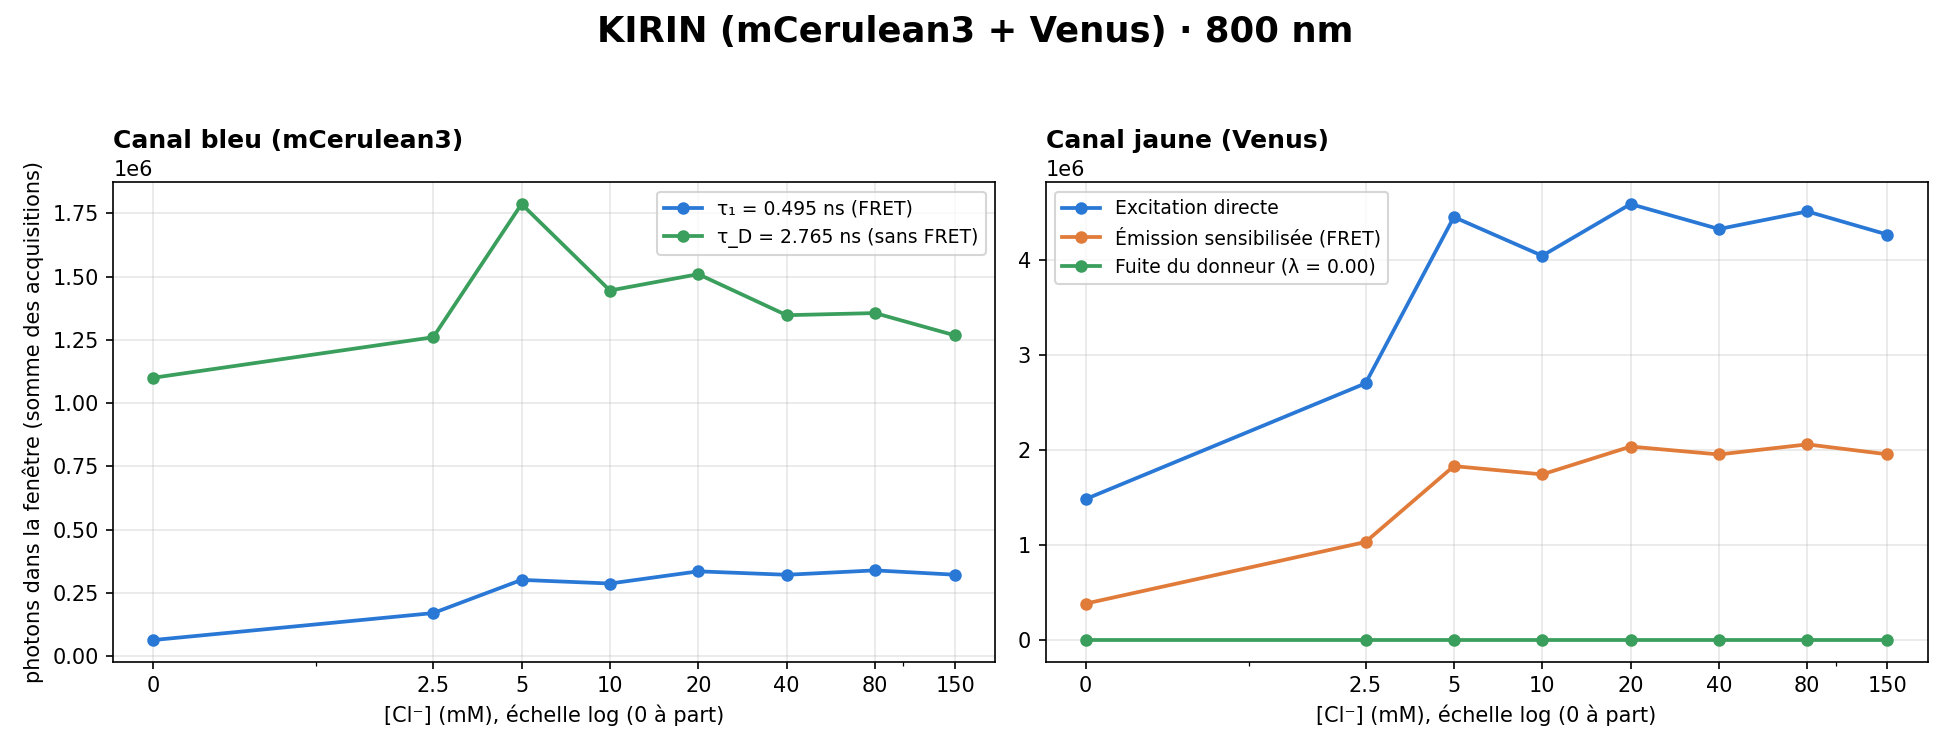 KIRIN (mCerulean3 + Venus) · 800 nm
Canal bleu (mCerulean3)
1e6
photons dans la fenêtre (somme des acquisitions)
1.75
1.50
1.25
1.00
0.75
0.50
0.25
0.00
τ₁ = 0.495 ns (FRET)
τ_D = 2.765 ns (sans FRET)
0 2.5 5 10 20 40 80 150
[Cl⁻] (mM), échelle log (0 à part)
Canal jaune (Venus)
1e6
4
3
2
1
0
Excitation directe
Émission sensibilisée (FRET)
Fuite du donneur (λ = 0.00)
0 2.5 5 10 20 40 80 150
[Cl⁻] (mM), échelle log (0 à part)